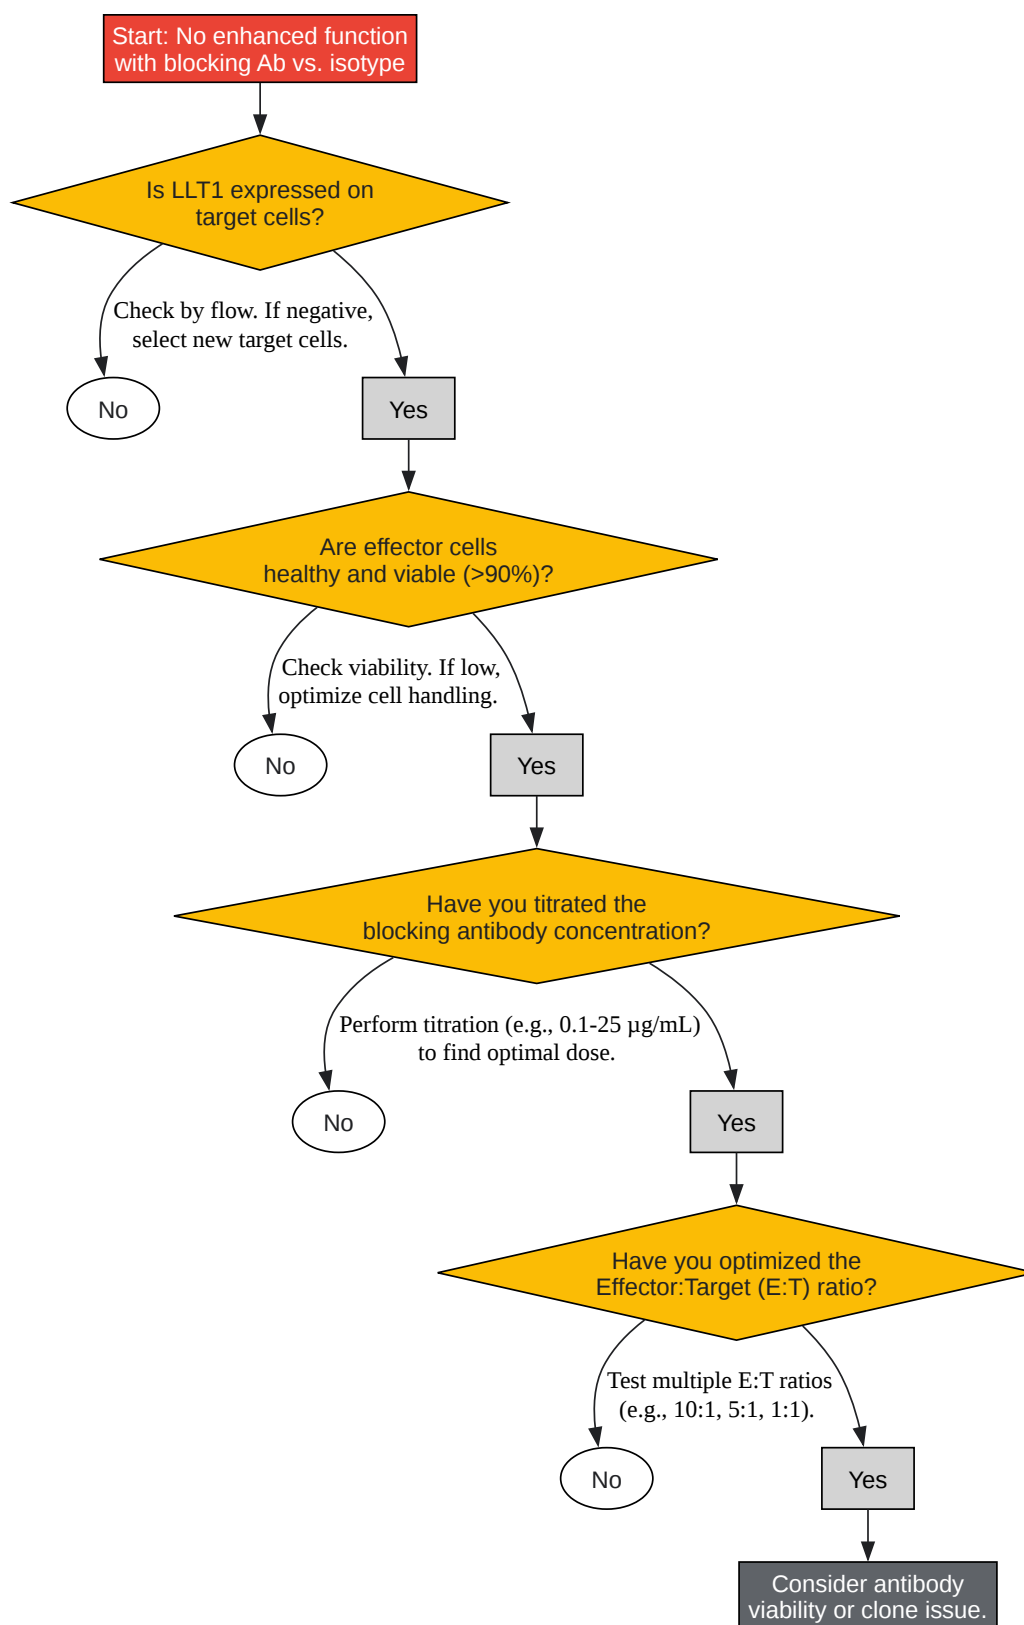 Start: No enhanced function
with blocking Ab vs. isotype
Is LLT1 expressed on
target cells?
Check by flow. If negative,
select new target cells.
No
Yes
Are effector cells
healthy and viable (>90%)?
Check viability. If low,
optimize cell handling.
No
Yes
Have you titrated the
blocking antibody concentration?
Perform titration (e.g., 0.1-25 µg/mL)
to find optimal dose.
No
Yes
Have you optimized the
Effector:Target (E:T) ratio?
Test multiple E:T ratios
(e.g., 10:1, 5:1, 1:1).
No
Yes
Consider antibody
viability or clone issue.